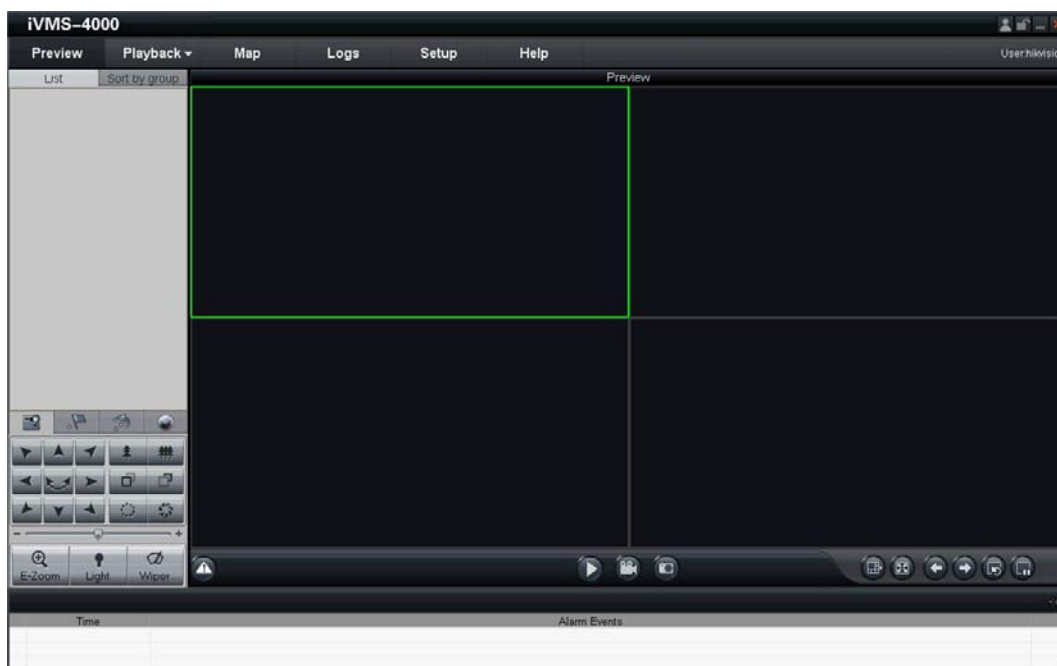 iVMS-4000
Preview Playback Map Logs Setup Help User:hikvisio
List Sort by group Preview
- +
E-Zoom Light Wiper
Time Alarm Events